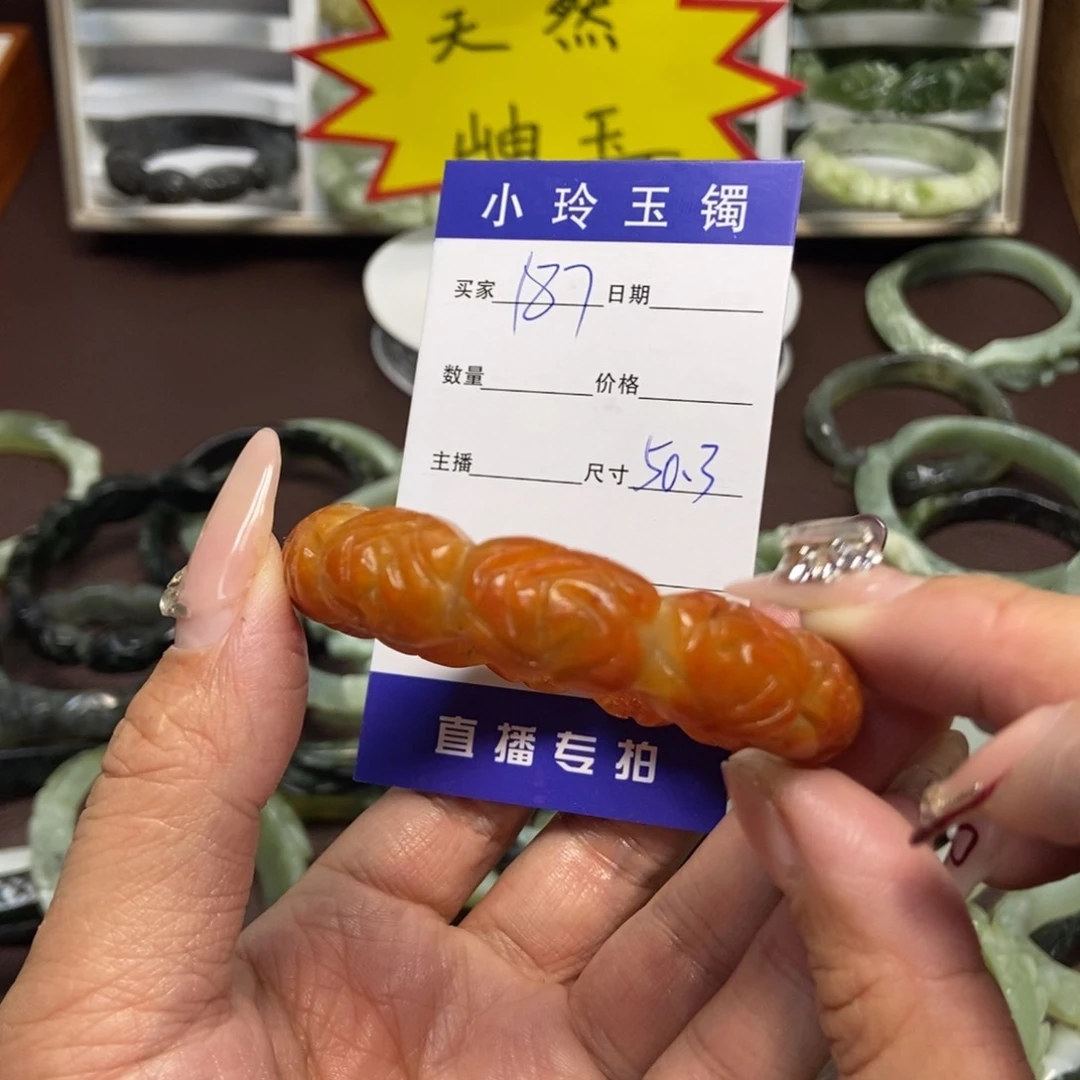 天然
岫玉
小玲玉镯
买家 187 日期
数量 价格
主播 尺寸 50.3
直播专拍